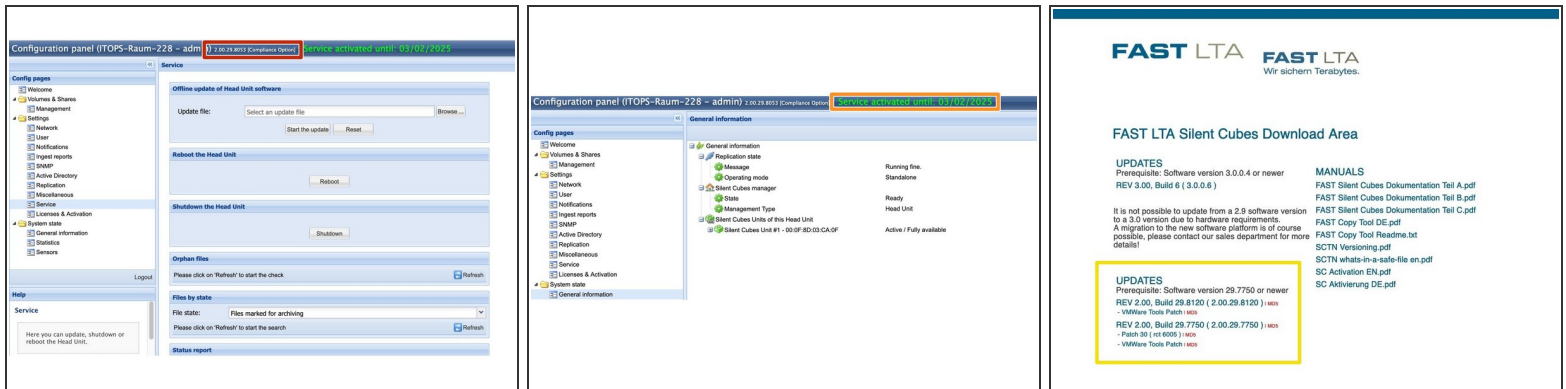 Configuration panel (ITOPS-Raum-228 - adm )) 2.00.29.8053 [Compliance Option] Service activated until: 03/02/2025
Config pages
Welcome
Volumes & Shares
Management
Settings
Network
User
Notifications
Ingest reports
SNMP
Active Directory
Replication
Miscellaneous
Service
Licenses & Activation
System state
General information
Statistics
Sensors
Logout
Help
Service
Here you can update, shutdown or
reboot the Head Unit.
Service
Offline update of Head Unit software
Update file: Select an update file Browse ...
Start the update Reset
Reboot the Head Unit
Reboot
Shutdown the Head Unit
Shutdown
Orphan files
Please click on 'Refresh' to start the check Refresh
Files by state
File state: Files marked for archiving
Please click on 'Refresh' to start the search Refresh
Status report
Configuration panel (ITOPS-Raum-228 - admin) 2.00.29.8053 [Compliance Option] Service activated until: 03/02/2025
Config pages
Welcome
Volumes & Shares
Management
Settings
Network
User
Notifications
Ingest reports
SNMP
Active Directory
Replication
Miscellaneous
Service
Licenses & Activation
System state
General information
General information
General information
Replication state
Message Running fine.
Operating mode Standalone
Silent Cubes manager
State Ready
Management Type Head Unit
Silent Cubes Units of this Head Unit
Silent Cubes Unit #1 - 00:0F:8D:03:CA:0F Active / Fully available
FAST LTA
FAST LTA
Wir sichern Terabytes.
FAST LTA Silent Cubes Download Area
UPDATES
Prerequisite: Software version 3.0.0.4 or newer
REV 3.00, Build 6 ( 3.0.0.6 )
It is not possible to update from a 2.9 software version
to a 3.0 version due to hardware requirements.
A migration to the new software platform is of course
possible, please contact our sales department for more
details!
UPDATES
Prerequisite: Software version 29.7750 or newer
REV 2.00, Build 29.8120 ( 2.00.29.8120 ) | MD5
- VMWare Tools Patch | MD5
REV 2.00, Build 29.7750 ( 2.00.29.7750 ) | MD5
- Patch 30 ( rct 6005 ) | MD5
- VMWare Tools Patch | MD5
MANUALS
FAST Silent Cubes Dokumentation Teil A.pdf
FAST Silent Cubes Dokumentation Teil B.pdf
FAST Silent Cubes Dokumentation Teil C.pdf
FAST Copy Tool DE.pdf
FAST Copy Tool Readme.txt
SCTN Versioning.pdf
SCTN whats-in-a-safe-file en.pdf
SC Activation EN.pdf
SC Aktivierung DE.pdf